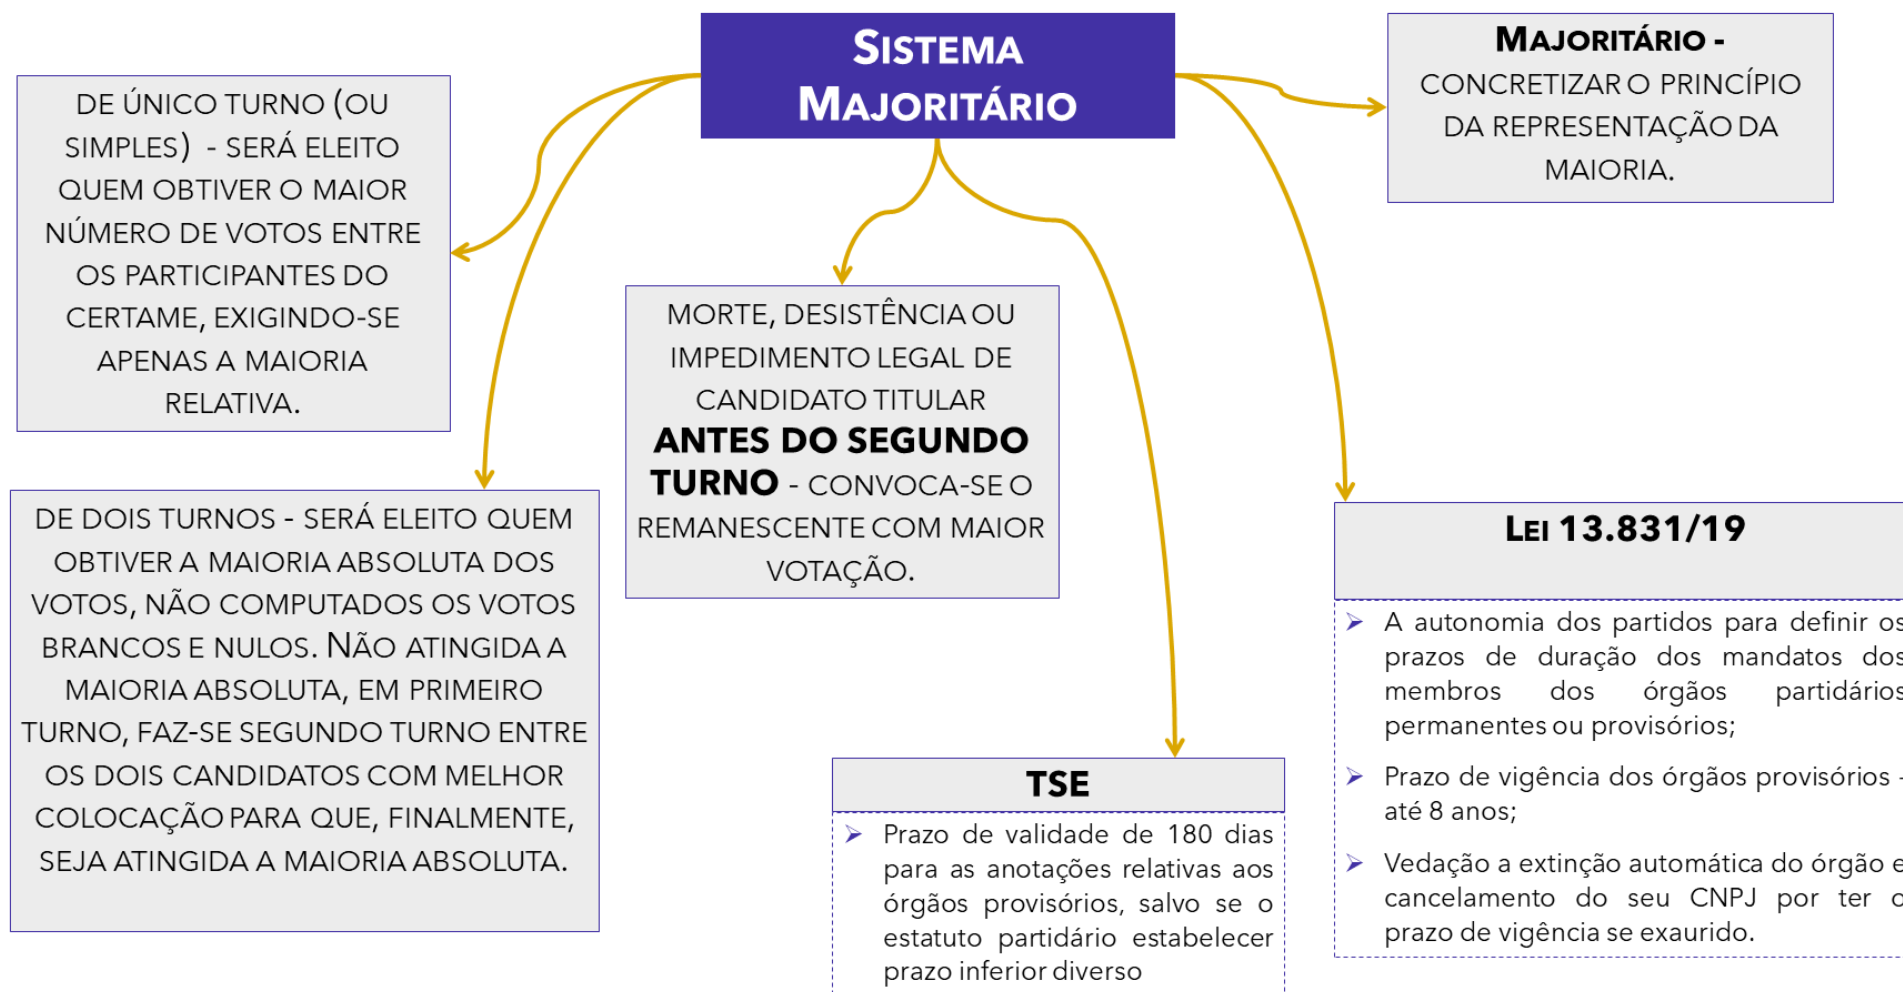 SISTEMA
MAJORITÁRIO
MAJORITÁRIO -
CONCRETIZAR O PRINCÍPIO
DA REPRESENTAÇÃO DA
MAIORIA.
DE ÚNICO TURNO (OU
SIMPLES) - SERÁ ELEITO
QUEM OBTIVER O MAIOR
NÚMERO DE VOTOS ENTRE
OS PARTICIPANTES DO
CERTAME, EXIGINDO-SE
APENAS A MAIORIA
RELATIVA.
MORTE, DESISTÊNCIA OU
IMPEDIMENTO LEGAL DE
CANDIDATO TITULAR
ANTES DO SEGUNDO
TURNO - CONVOCA-SE O
REMANESCENTE COM MAIOR
VOTAÇÃO.
DE DOIS TURNOS - SERÁ ELEITO QUEM
OBTIVER A MAIORIA ABSOLUTA DOS
VOTOS, NÃO COMPUTADOS OS VOTOS
BRANCOS E NULOS. NÃO ATINGIDA A
MAIORIA ABSOLUTA, EM PRIMEIRO
TURNO, FAZ-SE SEGUNDO TURNO ENTRE
OS DOIS CANDIDATOS COM MELHOR
COLOCAÇÃO PARA QUE, FINALMENTE,
SEJA ATINGIDA A MAIORIA ABSOLUTA.
TSE
➢ Prazo de validade de 180 dias
para as anotações relativas aos
órgãos provisórios, salvo se o
estatuto partidário estabelecer
prazo inferior diverso
LEI 13.831/19
➢ A autonomia dos partidos para definir os
prazos de duração dos mandatos dos
membros dos órgãos partidários
permanentes ou provisórios;
➢ Prazo de vigência dos órgãos provisórios -
até 8 anos;
➢ Vedação a extinção automática do órgão e
cancelamento do seu CNPJ por ter o
prazo de vigência se exaurido.